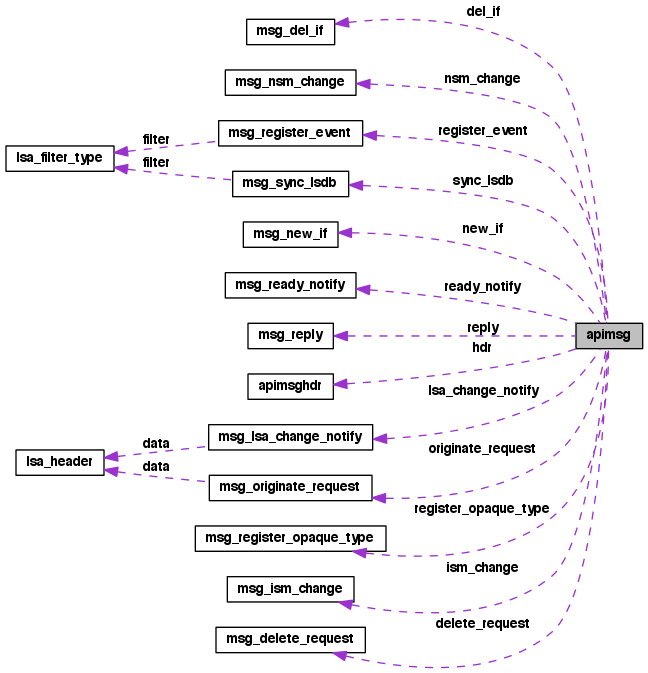 del_if
msg_del_if
nsm_change
msg_nsm_change
register_event
msg_register_event
filter
lsa_filter_type
filter
sync_lsdb
msg_sync_lsdb
new_if
msg_new_if
ready_notify
msg_ready_notify
reply
msg_reply
apimsg
hdr
apimsghdr
lsa_change_notify
msg_lsa_change_notify
data
lsa_header
data
originate_request
msg_originate_request
register_opaque_type
msg_register_opaque_type
ism_change
msg_ism_change
delete_request
msg_delete_request